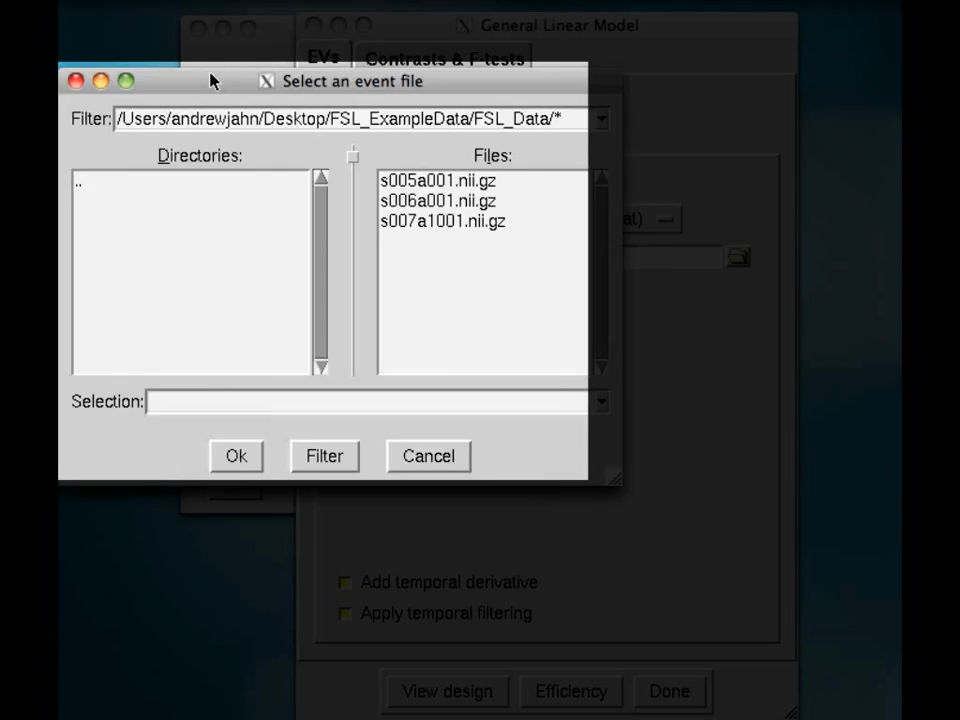 General Linear Model
EVs
Contrasts & F-tests
Select an event file
Filter: /Users/andrewjahn/Desktop/FSL_ExampleData/FSL_Data/*
Directories:
Files:
..
s005a001.nii.gz
s006a001.nii.gz
s007a1001.nii.gz
at)
Selection:
Ok
Filter
Cancel
Add temporal derivative
Apply temporal filtering
View design
Efficiency
Done